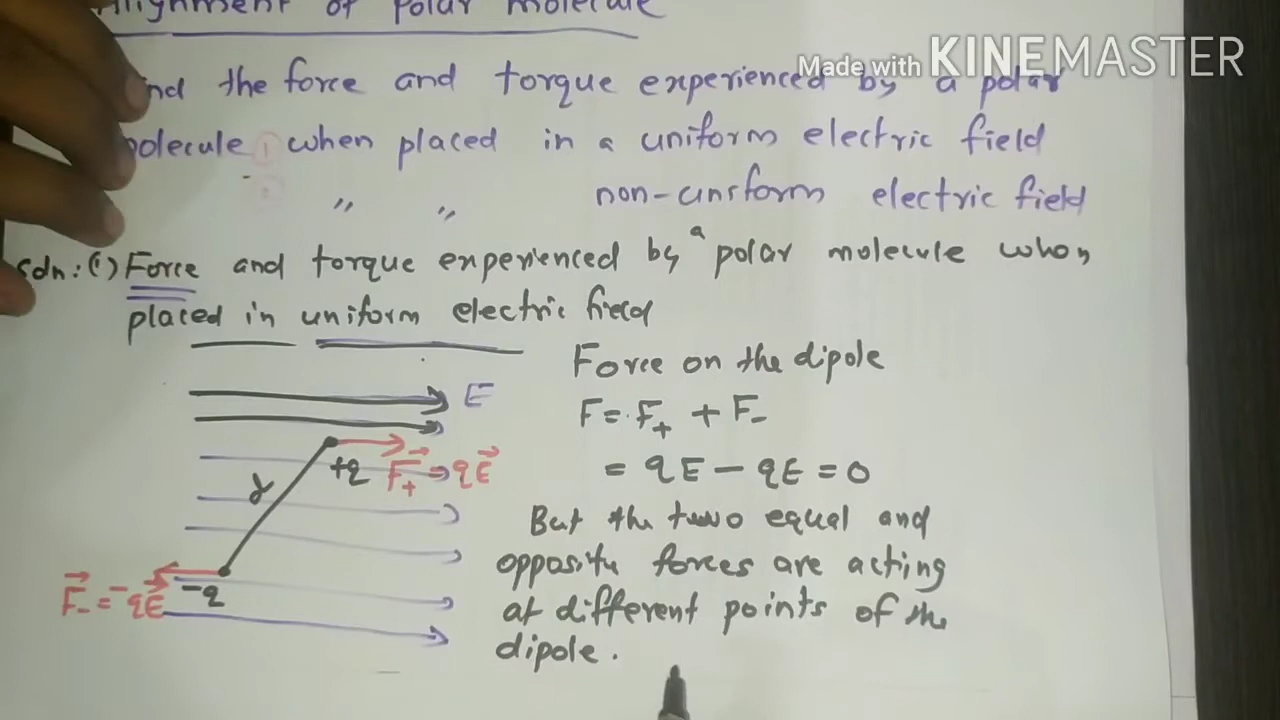 Alignment of Polar molecule
Made with KINEMASTER
nd the force and torque experienced by a polar
olecule when placed in a uniform electric field
" " non-uniform electric field
Soln: (i) Force and torque experienced by a polar molecule when
placed in uniform electric field
Force on the dipole
E
F = F₊ + F₋
+q F⃗₊ = qE⃗
= qE - qE = 0
d
But the two equal and
opposite forces are acting
F⃗₋ = -qE⃗ -q
at different points of the
dipole.